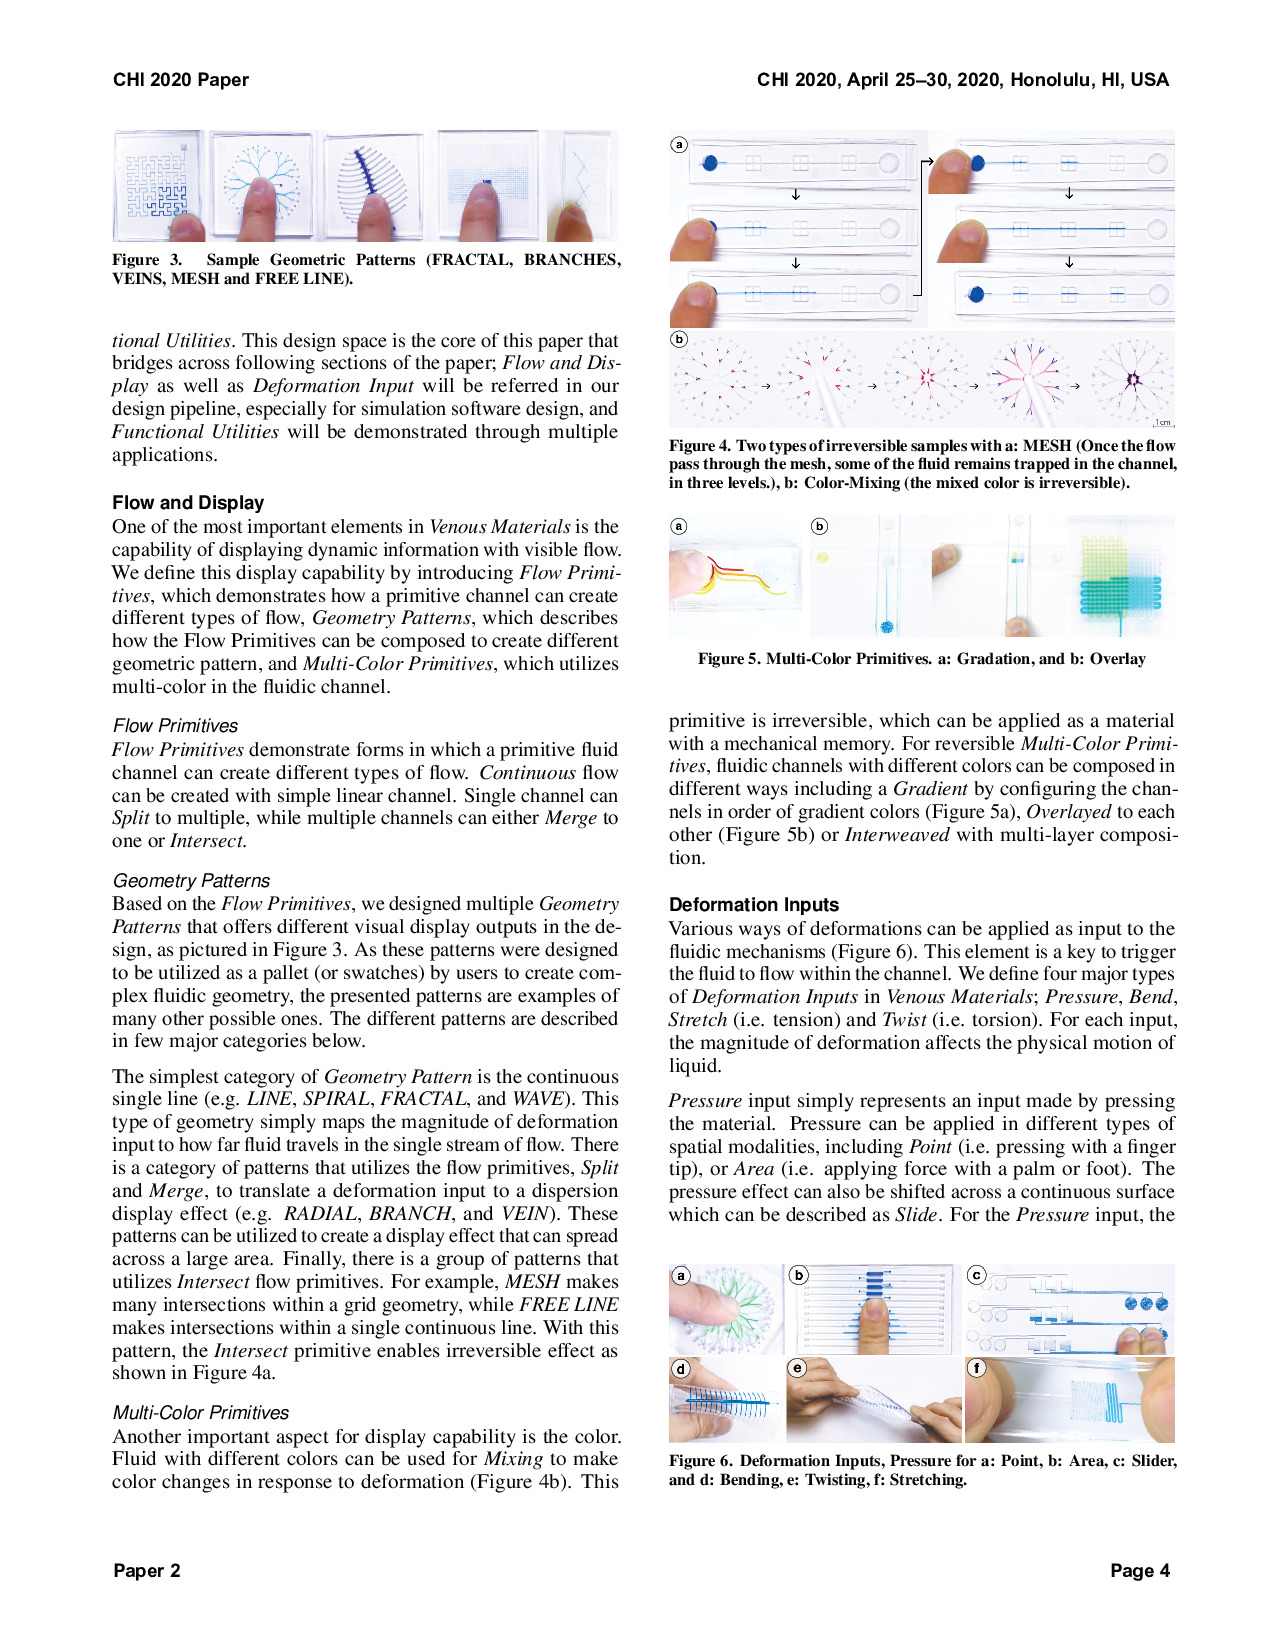 CHI 2020 Paper
CHI 2020, April 25–30, 2020, Honolulu, HI, USA
Figure 3. Sample Geometric Patterns (FRACTAL, BRANCHES,
VEINS, MESH and FREE LINE).
tional Utilities. This design space is the core of this paper that
bridges across following sections of the paper; Flow and Dis-
play as well as Deformation Input will be referred in our
design pipeline, especially for simulation software design, and
Functional Utilities will be demonstrated through multiple
applications.
Flow and Display
One of the most important elements in Venous Materials is the
capability of displaying dynamic information with visible flow.
We define this display capability by introducing Flow Primi-
tives, which demonstrates how a primitive channel can create
different types of flow, Geometry Patterns, which describes
how the Flow Primitives can be composed to create different
geometric pattern, and Multi-Color Primitives, which utilizes
multi-color in the fluidic channel.
Flow Primitives
Flow Primitives demonstrate forms in which a primitive fluid
channel can create different types of flow. Continuous flow
can be created with simple linear channel. Single channel can
Split to multiple, while multiple channels can either Merge to
one or Intersect.
Geometry Patterns
Based on the Flow Primitives, we designed multiple Geometry
Patterns that offers different visual display outputs in the de-
sign, as pictured in Figure 3. As these patterns were designed
to be utilized as a pallet (or swatches) by users to create com-
plex fluidic geometry, the presented patterns are examples of
many other possible ones. The different patterns are described
in few major categories below.
The simplest category of Geometry Pattern is the continuous
single line (e.g. LINE, SPIRAL, FRACTAL, and WAVE). This
type of geometry simply maps the magnitude of deformation
input to how far fluid travels in the single stream of flow. There
is a category of patterns that utilizes the flow primitives, Split
and Merge, to translate a deformation input to a dispersion
display effect (e.g. RADIAL, BRANCH, and VEIN). These
patterns can be utilized to create a display effect that can spread
across a large area. Finally, there is a group of patterns that
utilizes Intersect flow primitives. For example, MESH makes
many intersections within a grid geometry, while FREE LINE
makes intersections within a single continuous line. With this
pattern, the Intersect primitive enables irreversible effect as
shown in Figure 4a.
Multi-Color Primitives
Another important aspect for display capability is the color.
Fluid with different colors can be used for Mixing to make
color changes in response to deformation (Figure 4b). This
a
b
1cm
Figure 4. Two types of irreversible samples with a: MESH (Once the flow
pass through the mesh, some of the fluid remains trapped in the channel,
in three levels.), b: Color-Mixing (the mixed color is irreversible).
a
b
Figure 5. Multi-Color Primitives. a: Gradation, and b: Overlay
primitive is irreversible, which can be applied as a material
with a mechanical memory. For reversible Multi-Color Primi-
tives, fluidic channels with different colors can be composed in
different ways including a Gradient by configuring the chan-
nels in order of gradient colors (Figure 5a), Overlayed to each
other (Figure 5b) or Interweaved with multi-layer composi-
tion.
Deformation Inputs
Various ways of deformations can be applied as input to the
fluidic mechanisms (Figure 6). This element is a key to trigger
the fluid to flow within the channel. We define four major types
of Deformation Inputs in Venous Materials; Pressure, Bend,
Stretch (i.e. tension) and Twist (i.e. torsion). For each input,
the magnitude of deformation affects the physical motion of
liquid.
Pressure input simply represents an input made by pressing
the material. Pressure can be applied in different types of
spatial modalities, including Point (i.e. pressing with a finger
tip), or Area (i.e. applying force with a palm or foot). The
pressure effect can also be shifted across a continuous surface
which can be described as Slide. For the Pressure input, the
a
b
c
d
e
f
Figure 6. Deformation Inputs, Pressure for a: Point, b: Area, c: Slider,
and d: Bending, e: Twisting, f: Stretching.
Paper 2
Page 4